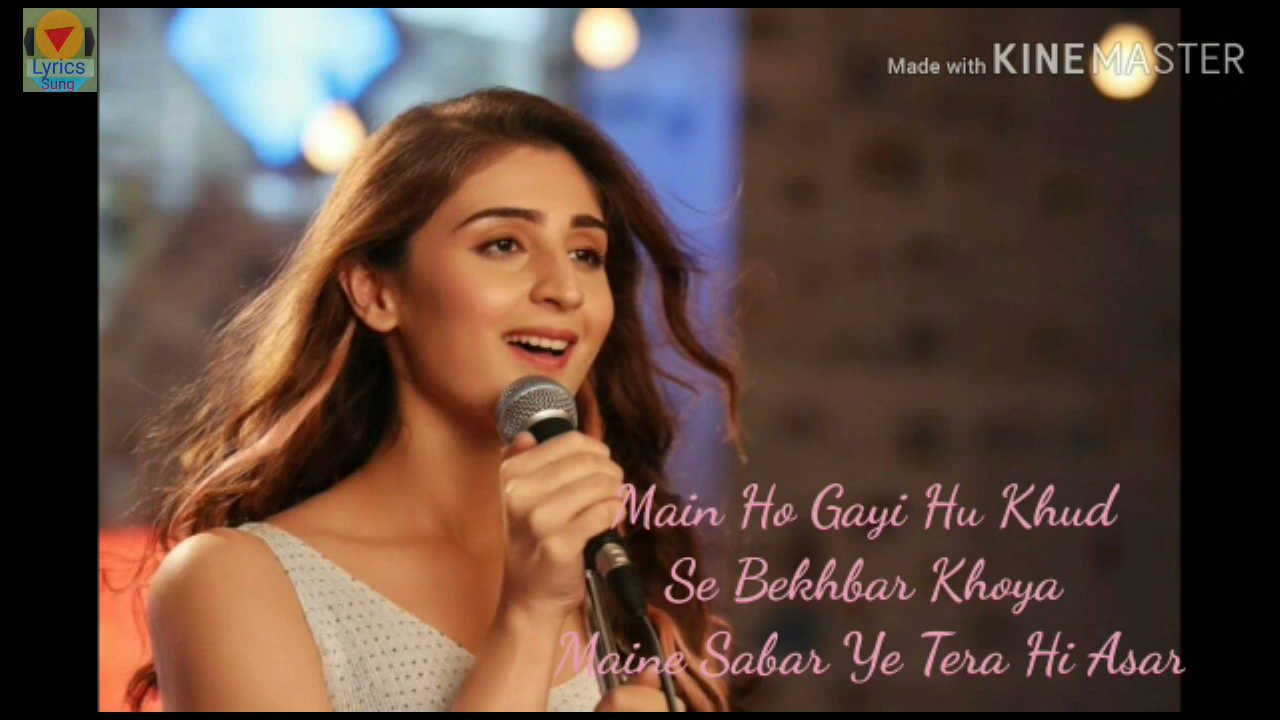 Lyrics
Sung
Made with KINEMASTER
Main Ho Gayi Hu Khud
Se Bekhbar Khoya
Maine Sabar Ye Tera Hi Asar